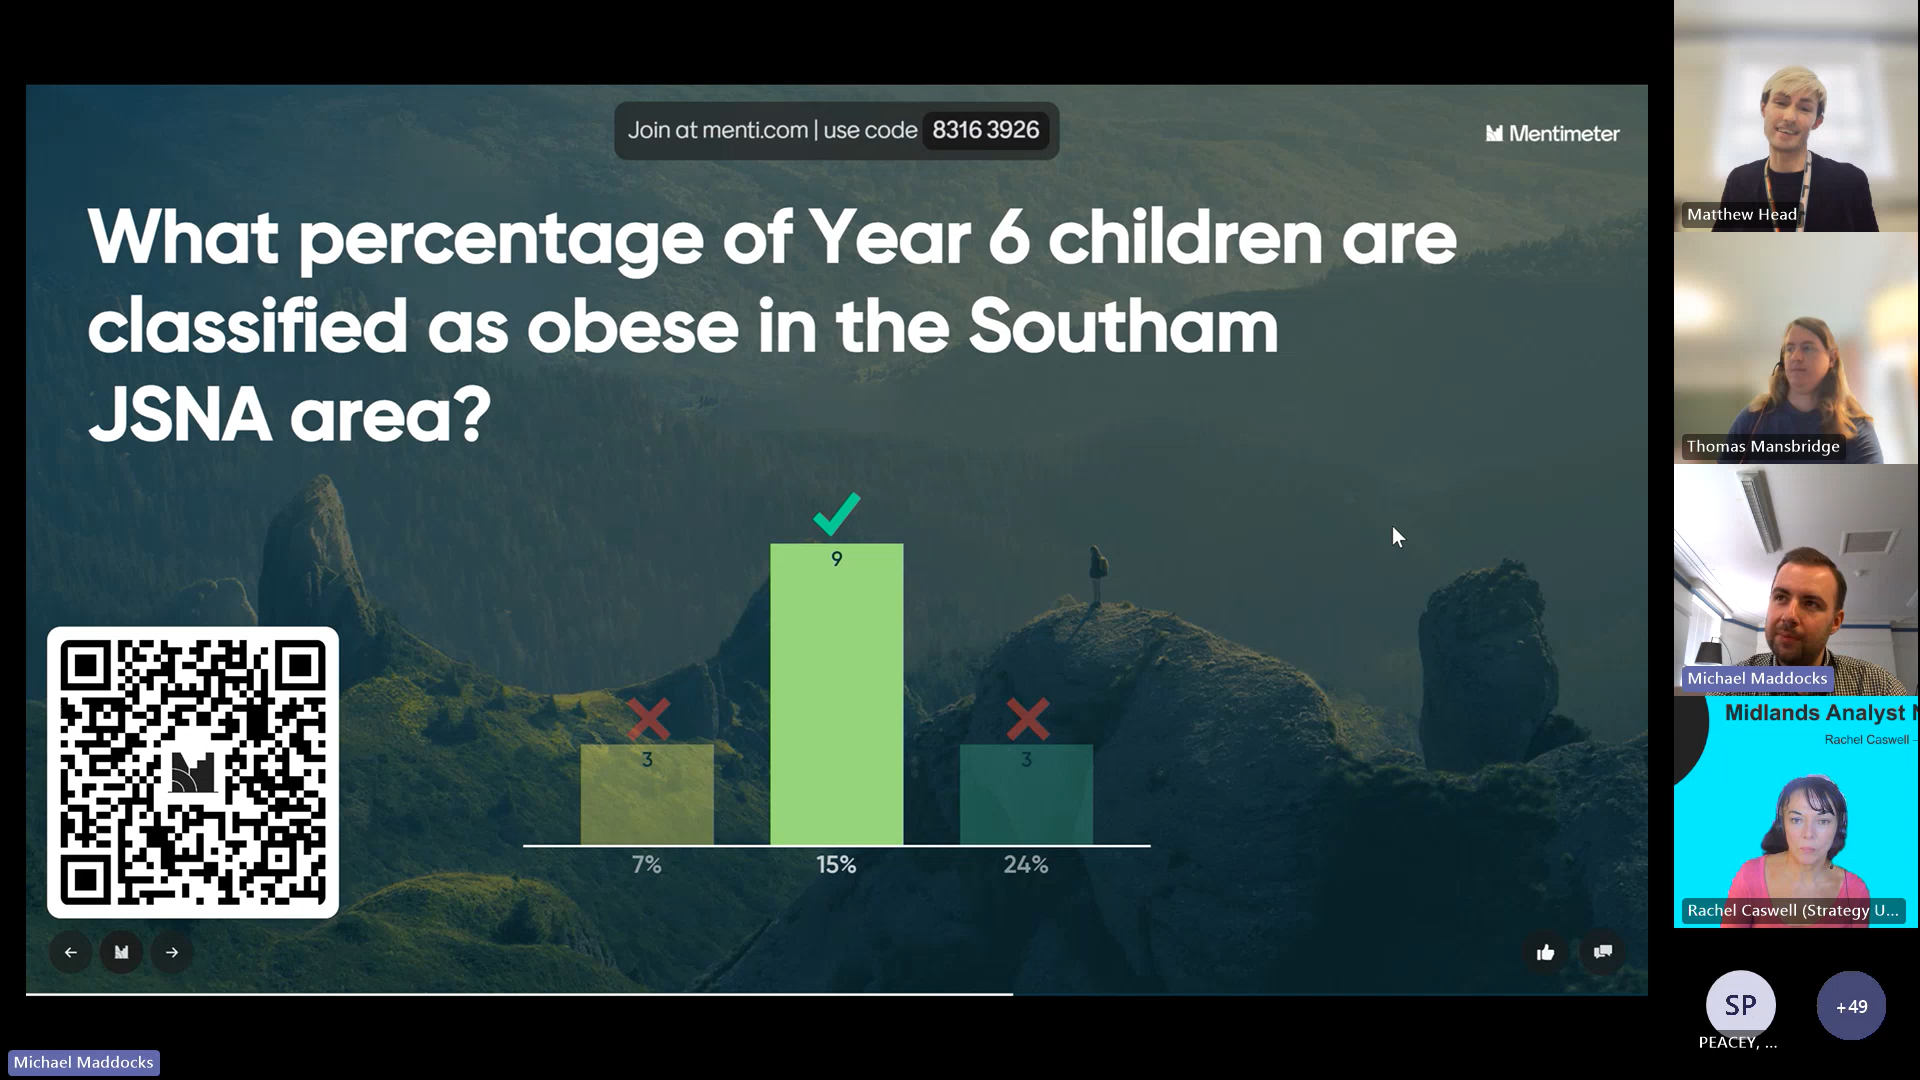 Join at menti.com | use code 8316 3926
Mentimeter
What percentage of Year 6 children are
classified as obese in the Southam
JSNA area?
9
3
3
7%
15%
24%
Matthew Head
Thomas Mansbridge
Michael Maddocks
Midlands Analyst
Rachel Caswell
Rachel Caswell (Strategy U...
SP
+49
PEACEY, ...
Michael Maddocks